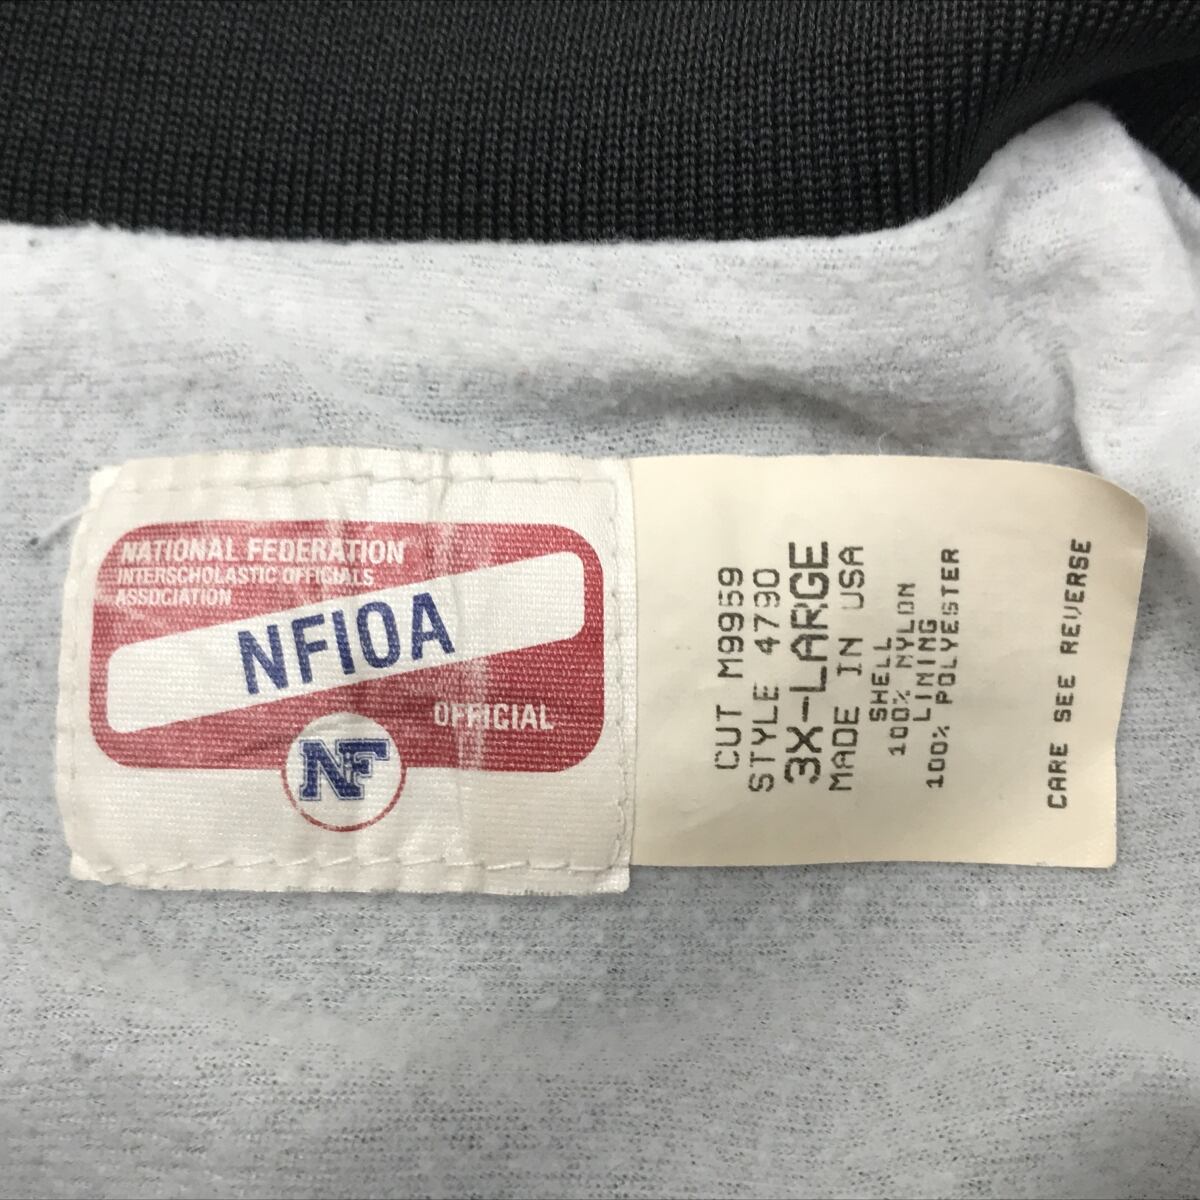 NATIONAL FEDERATION
INTERSCHOLASTIC OFFICIALS
ASSOCIATION
NFIOA
OFFICIAL
NF
CUT M9959
STYLE 4790
3X-LARGE
MADE IN USA
SHELL
100% NYLON
LINING
100% POLYESTER
CARE SEE REVERSE